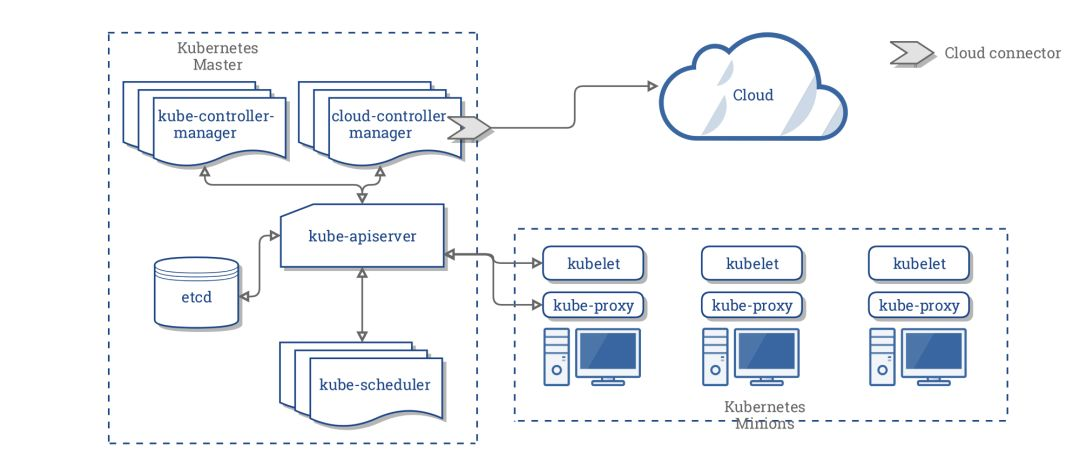 Kubernetes
Master
kube-controller-
manager
cloud-controller
manager
Cloud
Cloud connector
kube-apiserver
etcd
kube-scheduler
kubelet
kubelet
kubelet
kube-proxy
kube-proxy
kube-proxy
Kubernetes
Minions